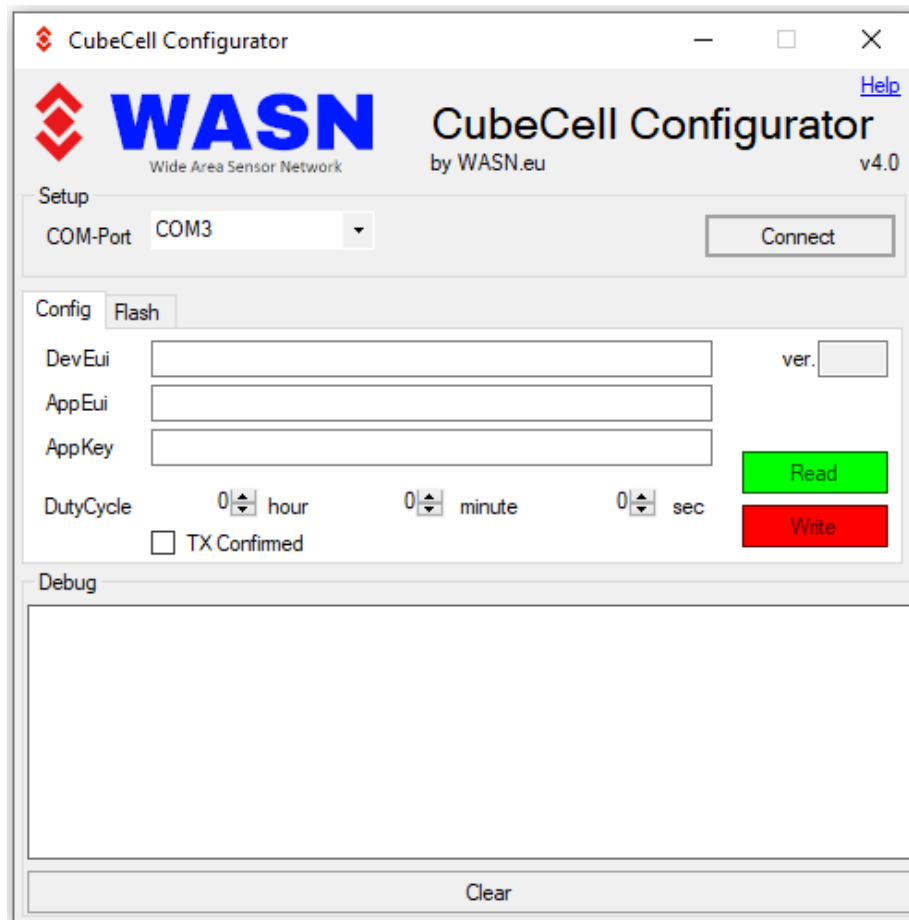 CubeCell Configurator
Help
WASN
Wide Area Sensor Network
CubeCell Configurator
by WASN.eu
v4.0
Setup
COM-Port COM3
Connect
Config Flash
DevEui
ver.
AppEui
AppKey
Read
DutyCycle 0 hour 0 minute 0 sec
Write
TX Confirmed
Debug
Clear